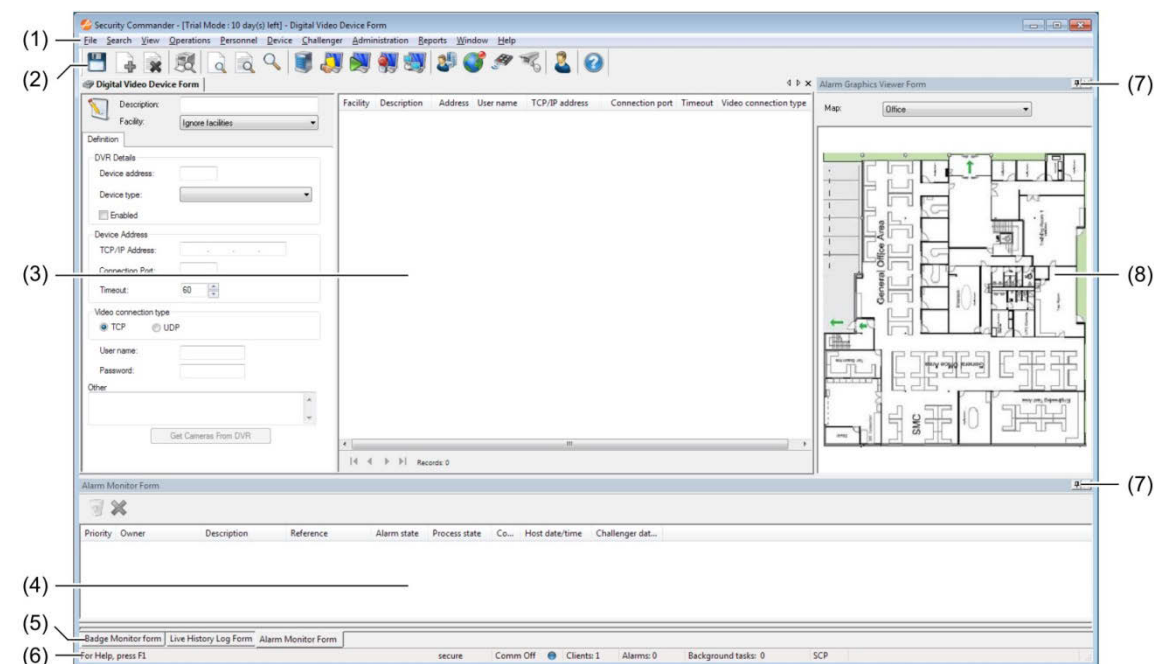 Security Commander - [Trial Mode : 10 day(s) left] - Digital Video Device Form
(1)
File Search View Operations Personnel Device Challenger Administration Reports Window Help
(2)
Digital Video Device Form
Alarm Graphics Viewer Form
(7)
Description:
Facility: Ignore facilities
Facility Description Address User name TCP/IP address Connection port Timeout Video connection type
Map: Office
Definition
DVR Details
Device address:
Device type:
Enabled
Device Address
TCP/IP Address:
(3)
Connection Port:
Timeout: 60
Video connection type
TCP UDP
User name:
Password:
Other
Get Cameras From DVR
Records: 0
General Office Area
(8)
General Office Area
SMC
Engineering Test Area
Alarm Monitor Form
(7)
Priority Owner Description Reference Alarm state Process state Co... Host date/time Challenger dat...
(4)
(5)
Badge Monitor form Live History Log Form Alarm Monitor Form
(6)
For Help, press F1 secure Comm Off Clients: 1 Alarms: 0 Background tasks: 0 SCP